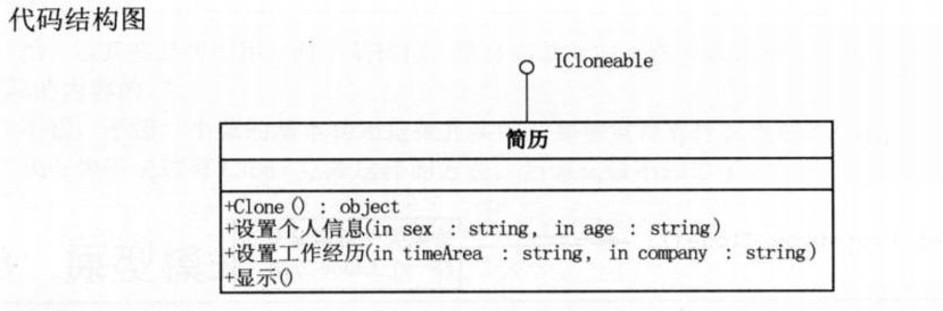 代码结构图
ICloneable
简历
+Clone() : object
+设置个人信息(in sex : string, in age : string)
+设置工作经历(in timeArea : string, in company : string)
+显示()